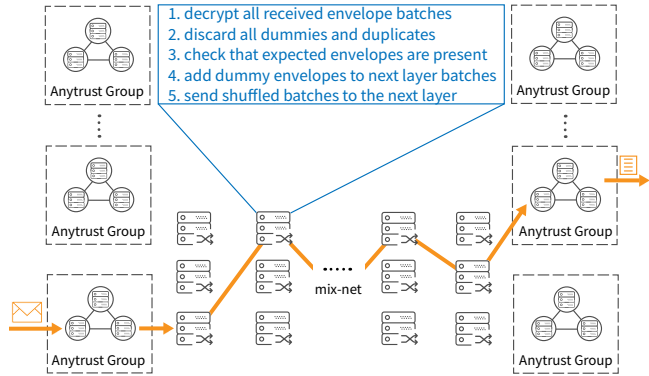 1. decrypt all received envelope batches
2. discard all dummies and duplicates
3. check that expected envelopes are present
4. add dummy envelopes to next layer batches
5. send shuffled batches to the next layer
Anytrust Group
Anytrust Group
Anytrust Group
Anytrust Group
mix-net
Anytrust Group
Anytrust Group